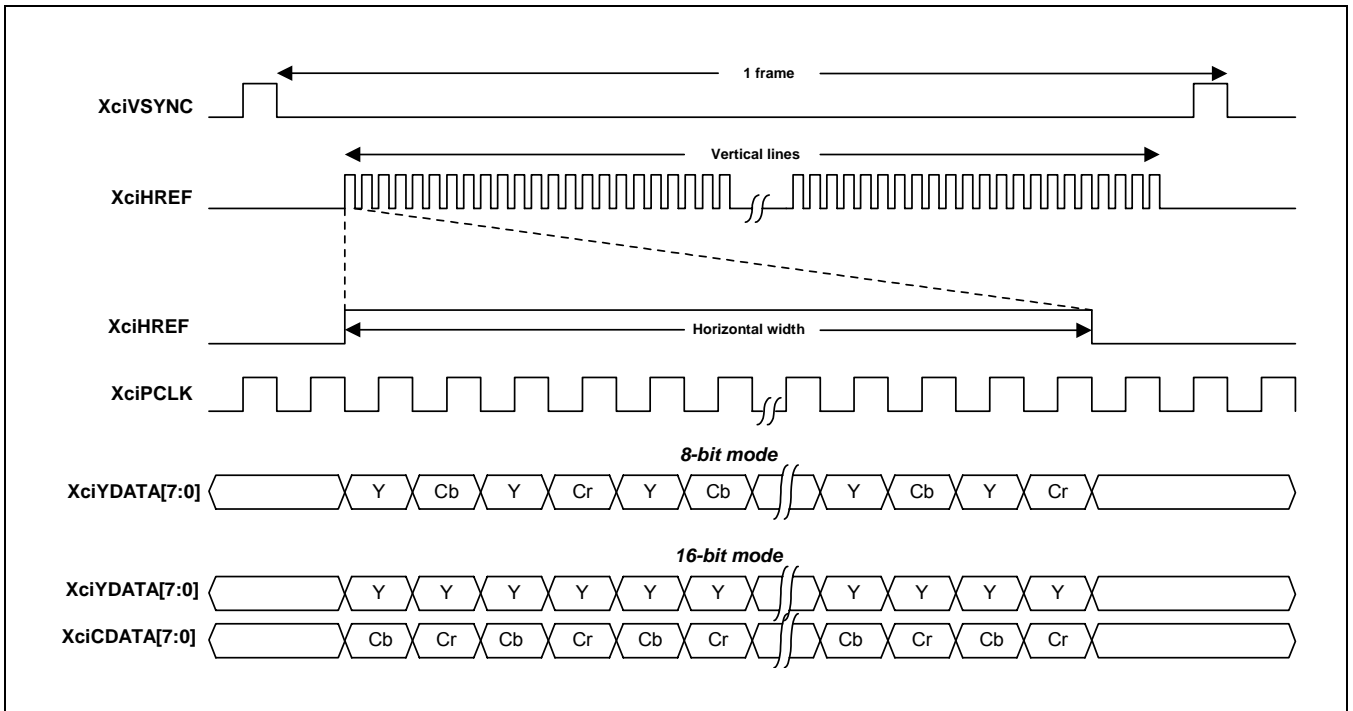 1 frame
XciVSYNC
Vertical lines
XciHREF
XciHREF
Horizontal width
XciPCLK
8-bit mode
XciYDATA[7:0] Y Cb Y Cr Y Cb Y Cb Y Cr
16-bit mode
XciYDATA[7:0] Y Y Y Y Y Y Y Y Y Y
XciCDATA[7:0] Cb Cr Cb Cr Cb Cr Cb Cr Cb Cr